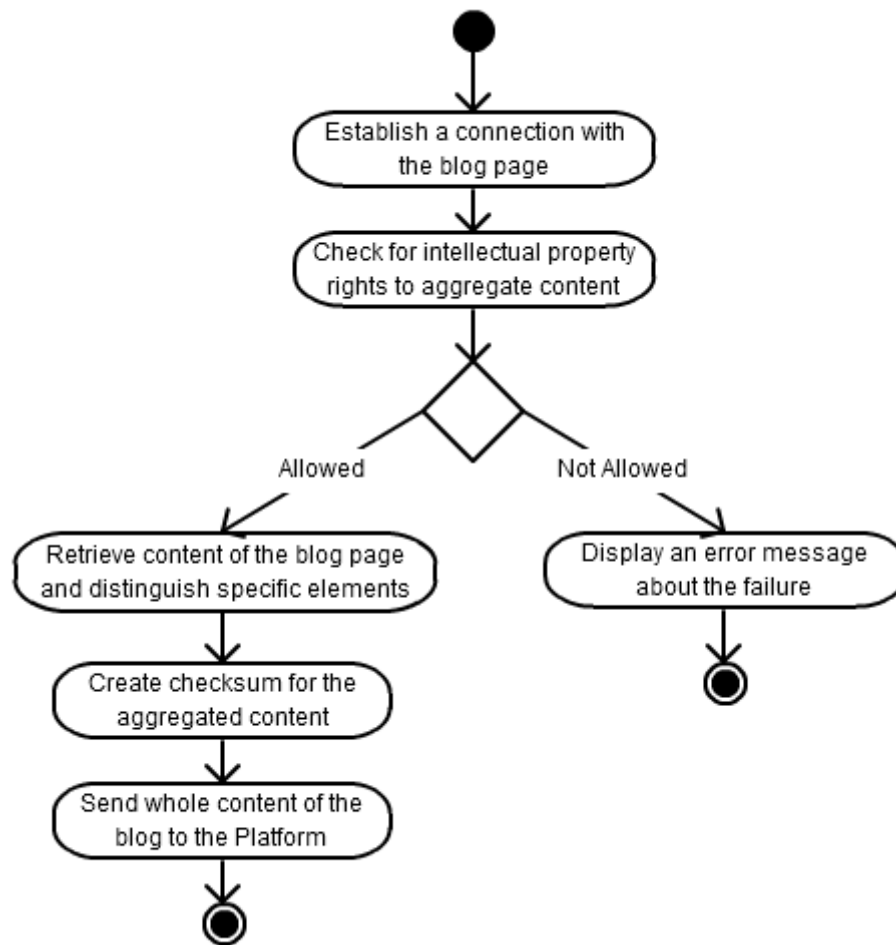 Establish a connection with
the blog page
Check for intellectual property
rights to aggregate content
Allowed
Not Allowed
Retrieve content of the blog page
and distinguish specific elements
Display an error message
about the failure
Create checksum for the
aggregated content
Send whole content of the
blog to the Platform